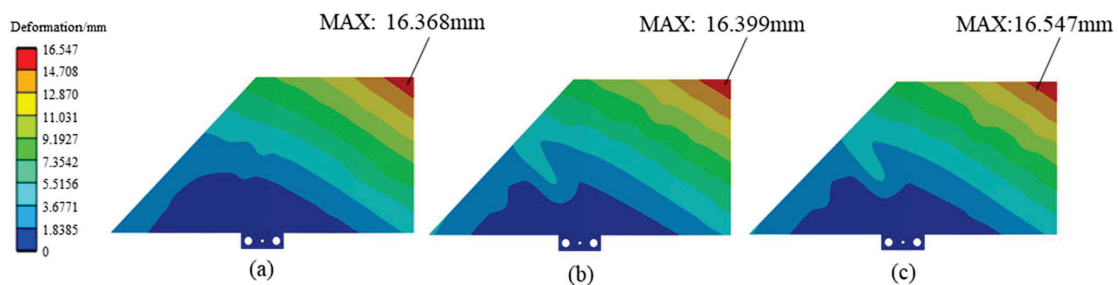 MAX: 16.368mm
MAX: 16.399mm
MAX:16.547mm
Deformation/mm
16.547
14.708
12.870
11.031
9.1927
7.3542
5.5156
3.6771
1.8385
0
(a)
(b)
(c)